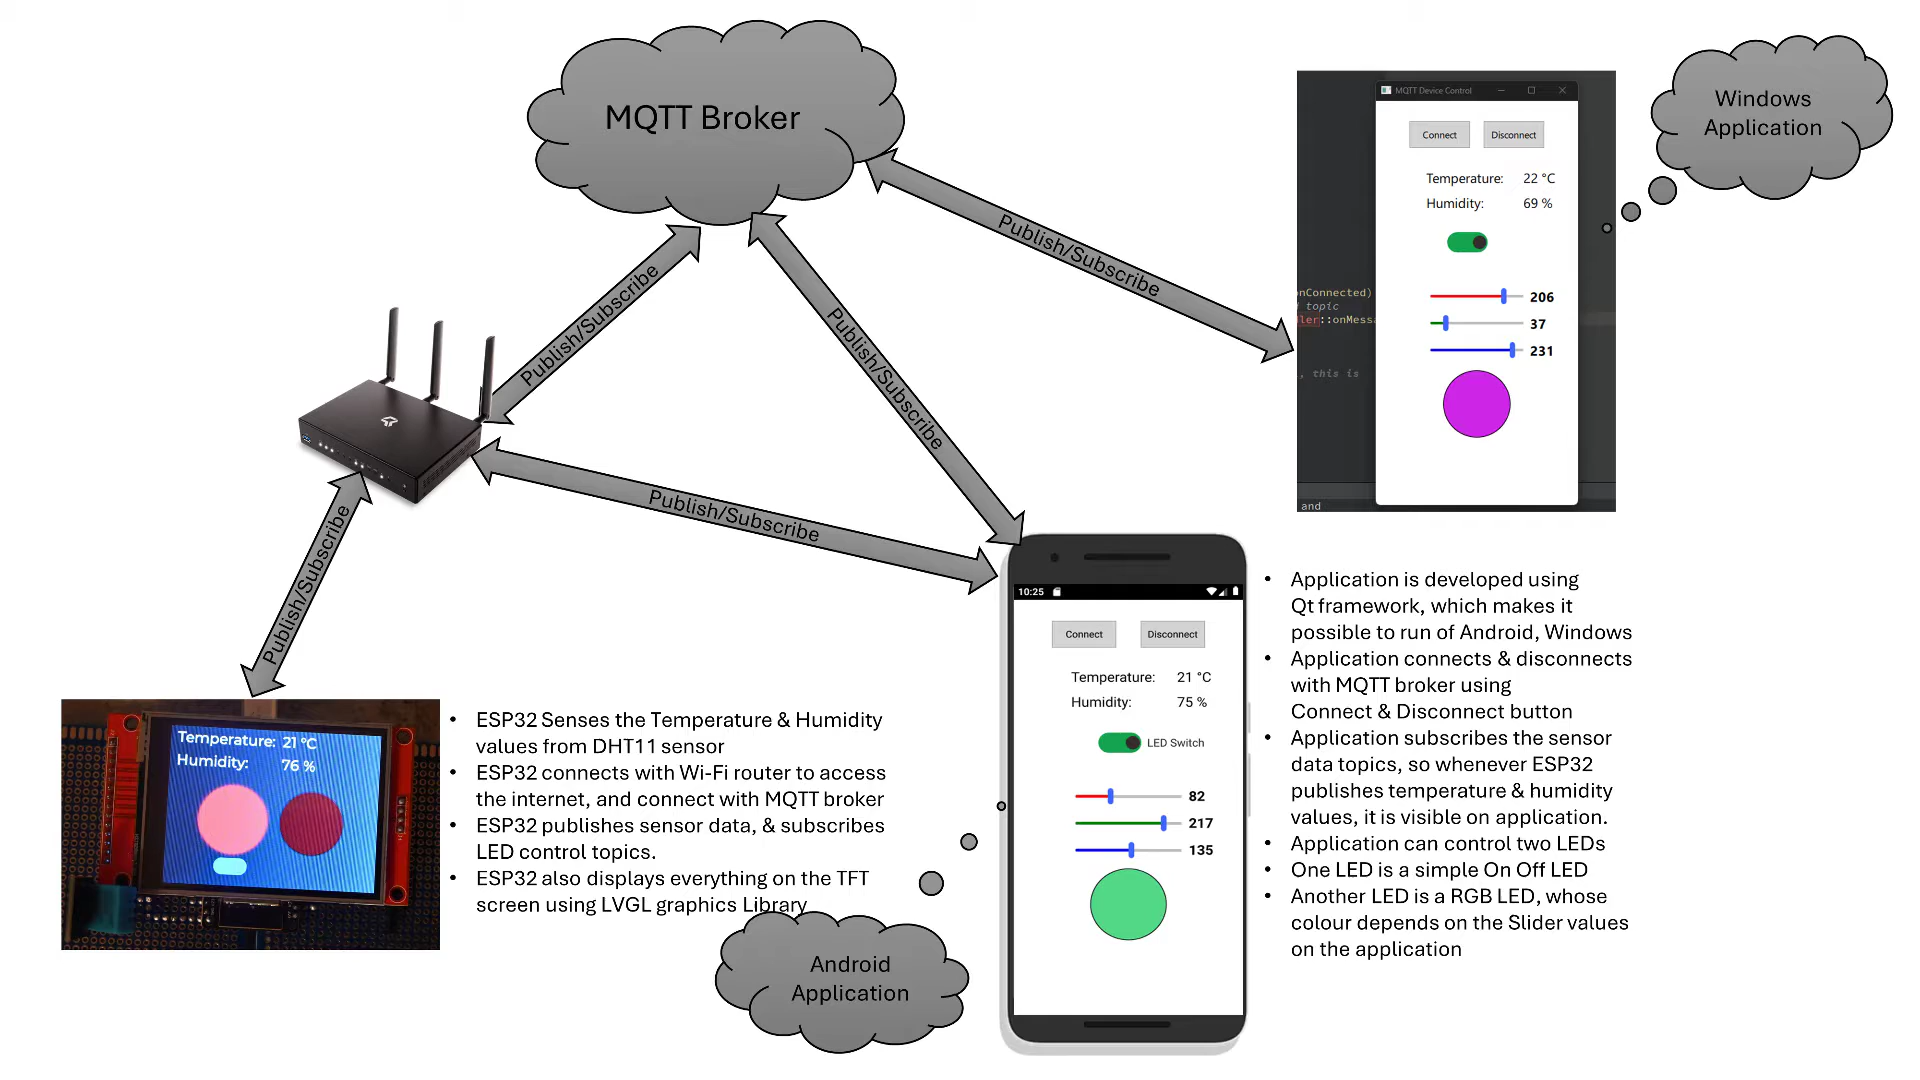 MQTT Broker
Windows
Application
MQTT Device Control
Connect
Disconnect
Temperature: 22 °C
Humidity: 69 %
206
37
231
onConnected)
topic
ler::onMessa
, this is
and
Publish/Subscribe
Publish/Subscribe
Publish/Subscribe
Publish/Subscribe
Publish/Subscribe
Temperature: 21 °C
Humidity: 76 %
• ESP32 Senses the Temperature & Humidity
values from DHT11 sensor
• ESP32 connects with Wi-Fi router to access
the internet, and connect with MQTT broker
• ESP32 publishes sensor data, & subscribes
LED control topics.
• ESP32 also displays everything on the TFT
screen using LVGL graphics Library
Android
Application
10:25
Connect
Disconnect
Temperature: 21 °C
Humidity: 75 %
LED Switch
82
217
135
• Application is developed using
Qt framework, which makes it
possible to run of Android, Windows
• Application connects & disconnects
with MQTT broker using
Connect & Disconnect button
• Application subscribes the sensor
data topics, so whenever ESP32
publishes temperature & humidity
values, it is visible on application.
• Application can control two LEDs
• One LED is a simple On Off LED
• Another LED is a RGB LED, whose
colour depends on the Slider values
on the application